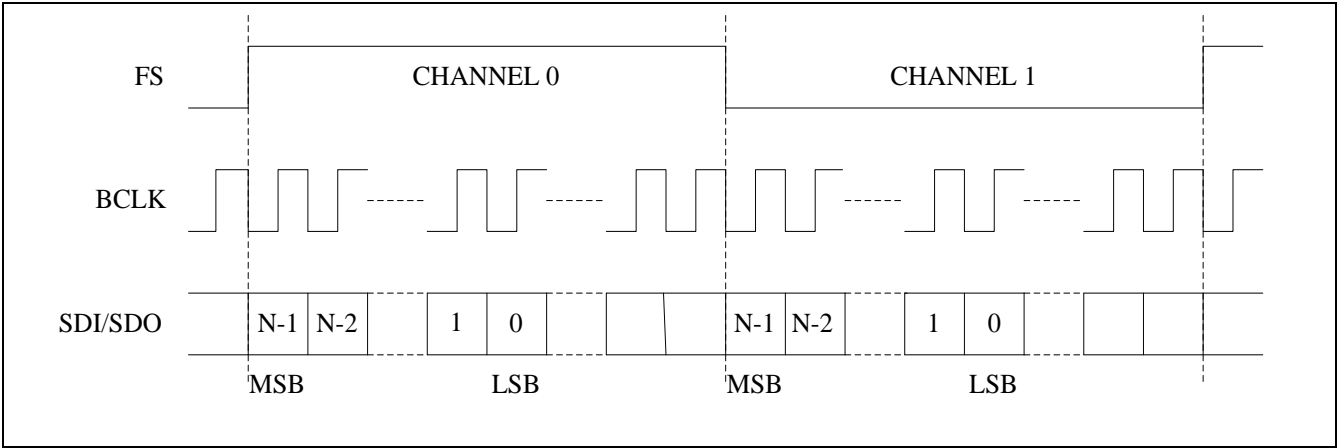 FS CHANNEL 0 CHANNEL 1
BCLK
SDI/SDO N-1 N-2 1 0 N-1 N-2 1 0
MSB LSB MSB LSB